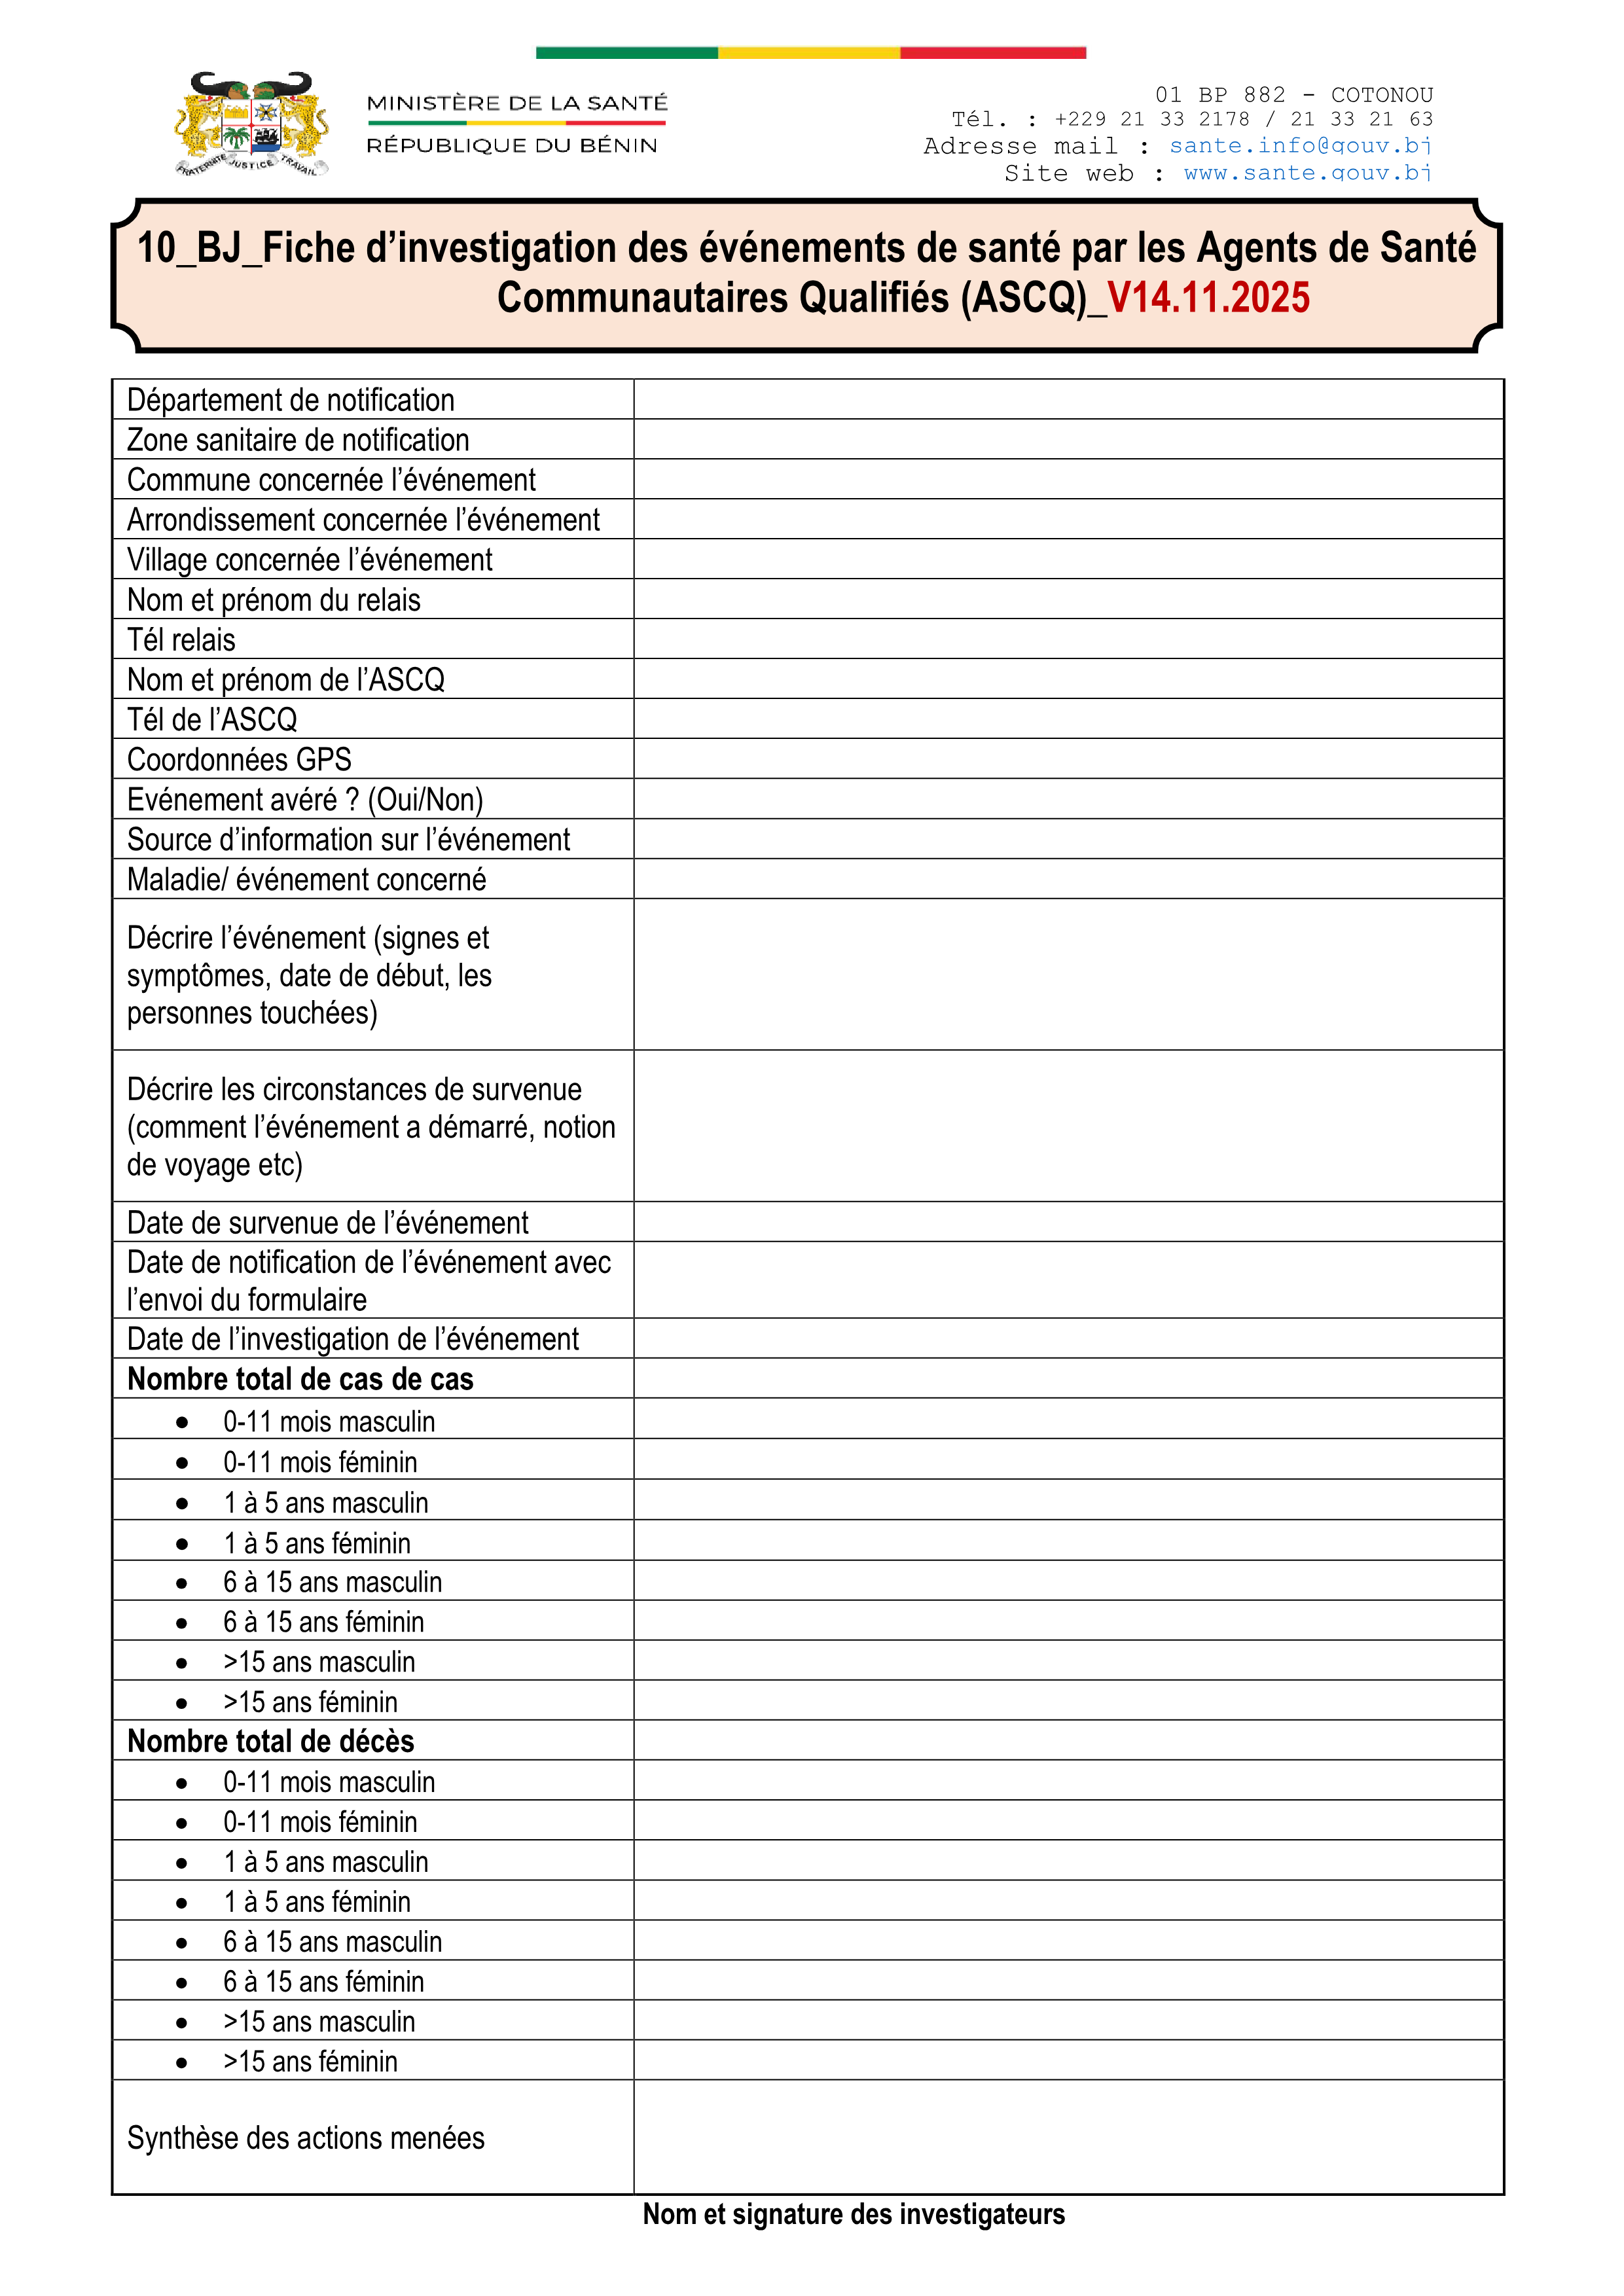 FRATERNITE JUSTICE TRAVAIL
MINISTÈRE DE LA SANTÉ
RÉPUBLIQUE DU BÉNIN
01 BP 882 - COTONOU
Tél. : +229 21 33 2178 / 21 33 21 63
Adresse mail : sante.info@gouv.bj
Site web : www.sante.gouv.bj
10_BJ_Fiche d’investigation des événements de santé par les Agents de Santé
Communautaires Qualifiés (ASCQ)_V14.11.2025
Département de notification
Zone sanitaire de notification
Commune concernée l’événement
Arrondissement concernée l’événement
Village concernée l’événement
Nom et prénom du relais
Tél relais
Nom et prénom de l’ASCQ
Tél de l’ASCQ
Coordonnées GPS
Evénement avéré ? (Oui/Non)
Source d’information sur l’événement
Maladie/ événement concerné
Décrire l’événement (signes et
symptômes, date de début, les
personnes touchées)
Décrire les circonstances de survenue
(comment l’événement a démarré, notion
de voyage etc)
Date de survenue de l’événement
Date de notification de l’événement avec
l’envoi du formulaire
Date de l’investigation de l’événement
Nombre total de cas de cas
• 0-11 mois masculin
• 0-11 mois féminin
• 1 à 5 ans masculin
• 1 à 5 ans féminin
• 6 à 15 ans masculin
• 6 à 15 ans féminin
• >15 ans masculin
• >15 ans féminin
Nombre total de décès
• 0-11 mois masculin
• 0-11 mois féminin
• 1 à 5 ans masculin
• 1 à 5 ans féminin
• 6 à 15 ans masculin
• 6 à 15 ans féminin
• >15 ans masculin
• >15 ans féminin
Synthèse des actions menées
Nom et signature des investigateurs